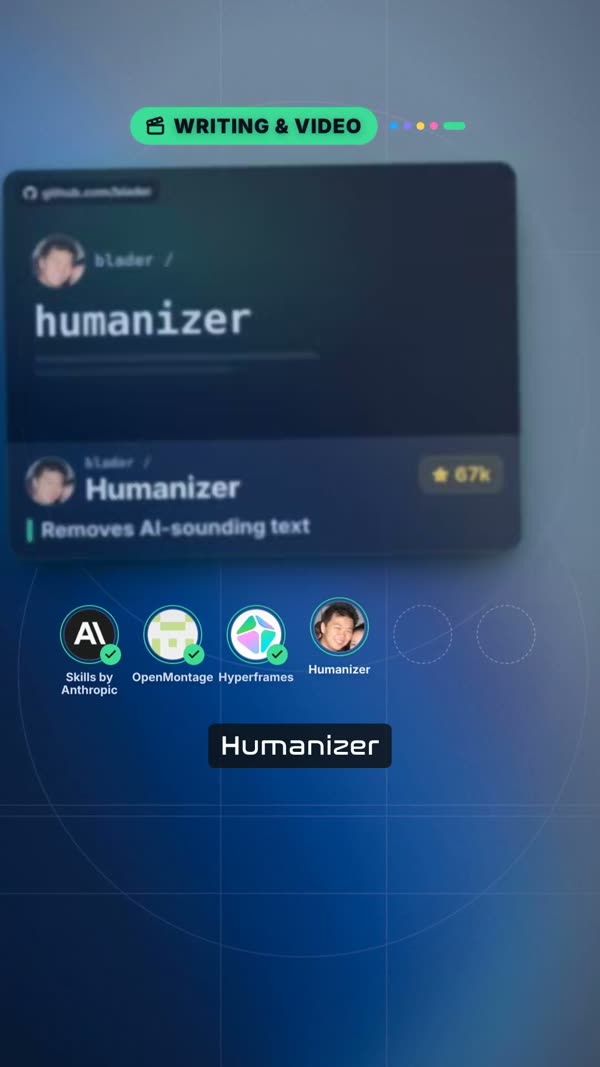 WRITING & VIDEO
github.com/blader
blader /
humanizer
blader /
Humanizer
67k
Removes AI-sounding text
A\
Skills by
Anthropic
OpenMontage
Hyperframes
Humanizer
Humanizer